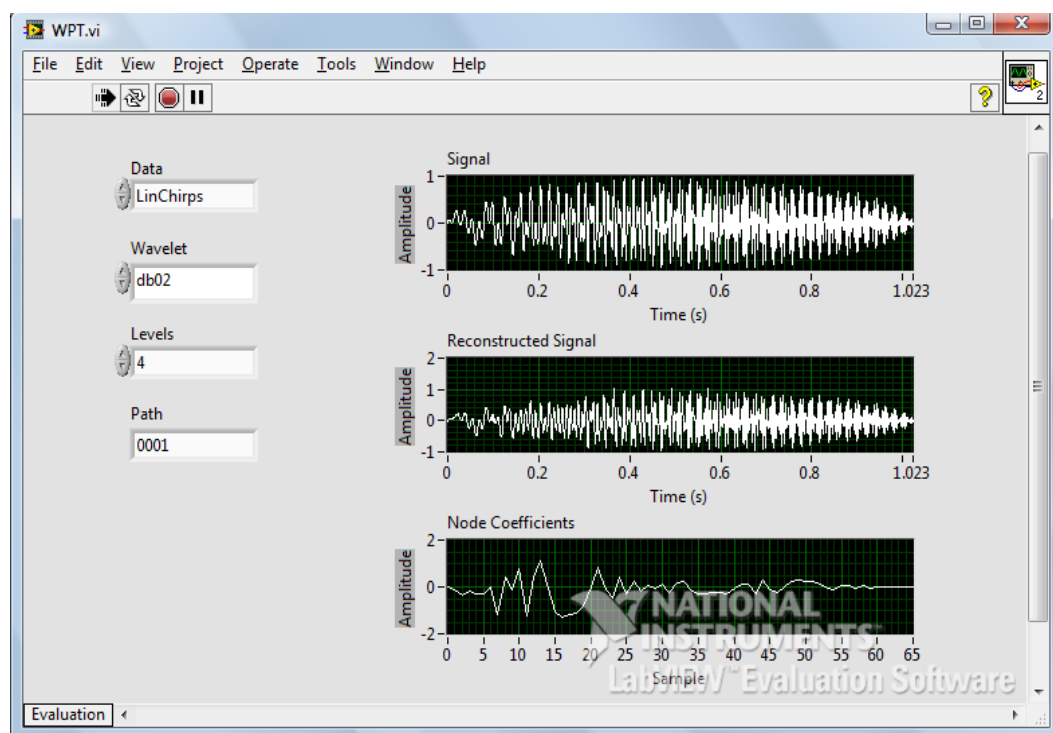 WPT.vi
File Edit View Project Operate Tools Window Help
2
Data
LinChirps
Wavelet
db02
Levels
4
Path
0001
Signal
Amplitude
1
0
-1
0 0.2 0.4 0.6 0.8 1.023
Time (s)
Reconstructed Signal
Amplitude
2
1
0
-1
0 0.2 0.4 0.6 0.8 1.023
Time (s)
Node Coefficients
Amplitude
2
0
-2
0 5 10 15 20 25 30 35 40 45 50 55 60 65
Sample
NATIONAL
INSTRUMENTS™
LabVIEW™ Evaluation Software
Evaluation